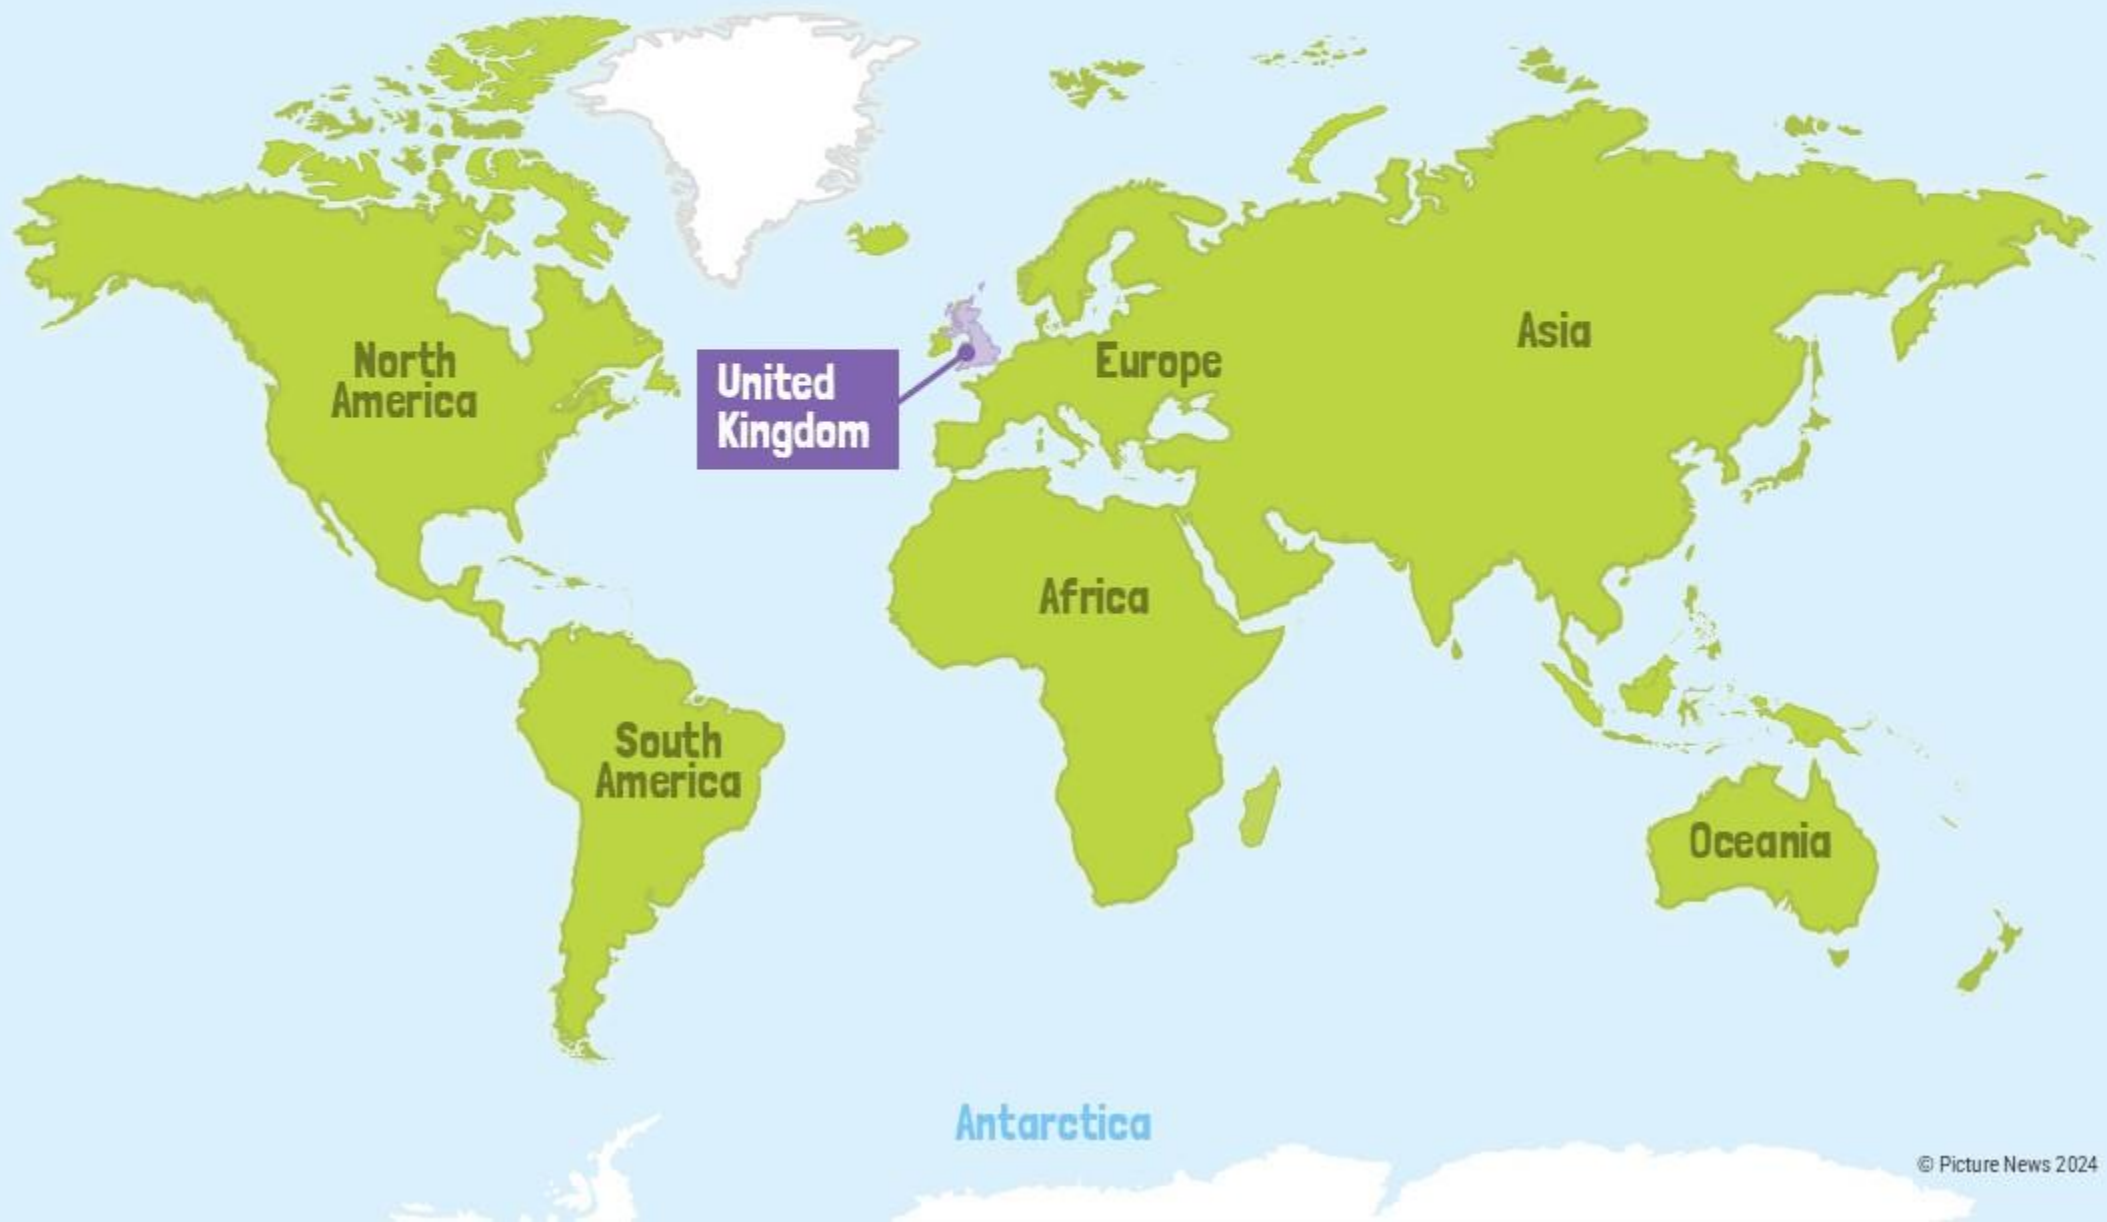 North
America
United
Kingdom
Europe
Asia
Africa
South
America
Oceania
Antarctica
© Picture News 2024